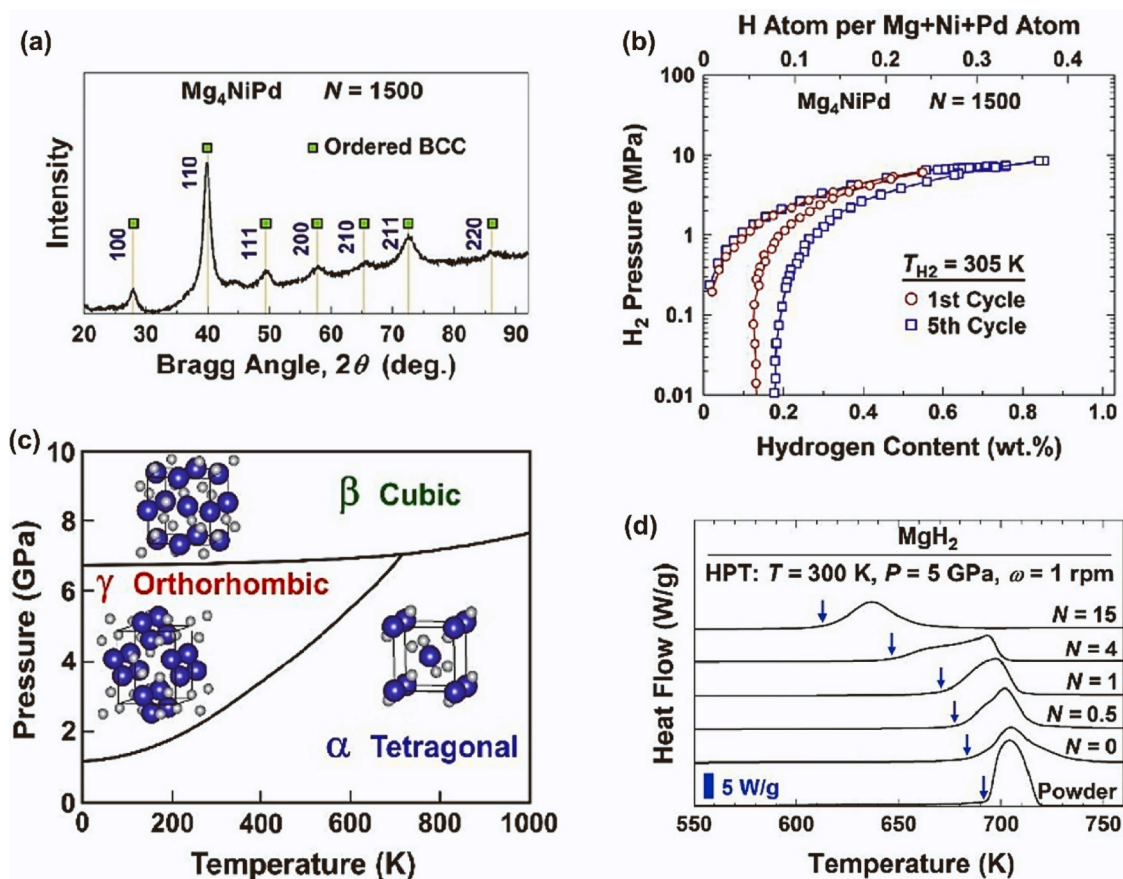 (a)
Mg₄NiPd N = 1500
Ordered BCC
100
110
111
200
210
211
220
Intensity
20 30 40 50 60 70 80 90
Bragg Angle, 2θ (deg.)
(b)
H Atom per Mg+Ni+Pd Atom
0 0.1 0.2 0.3 0.4
Mg₄NiPd N = 1500
100
10
1
0.1
0.01
H₂ Pressure (MPa)
T_H2 = 305 K
1st Cycle
5th Cycle
0 0.2 0.4 0.6 0.8 1.0
Hydrogen Content (wt.%)
(c)
10
8
6
4
2
0
Pressure (GPa)
β Cubic
γ Orthorhombic
α Tetragonal
0 200 400 600 800 1000
Temperature (K)
(d)
MgH₂
HPT: T = 300 K, P = 5 GPa, ω = 1 rpm
N = 15
N = 4
N = 1
N = 0.5
N = 0
Powder
5 W/g
Heat Flow (W/g)
550 600 650 700 750
Temperature (K)